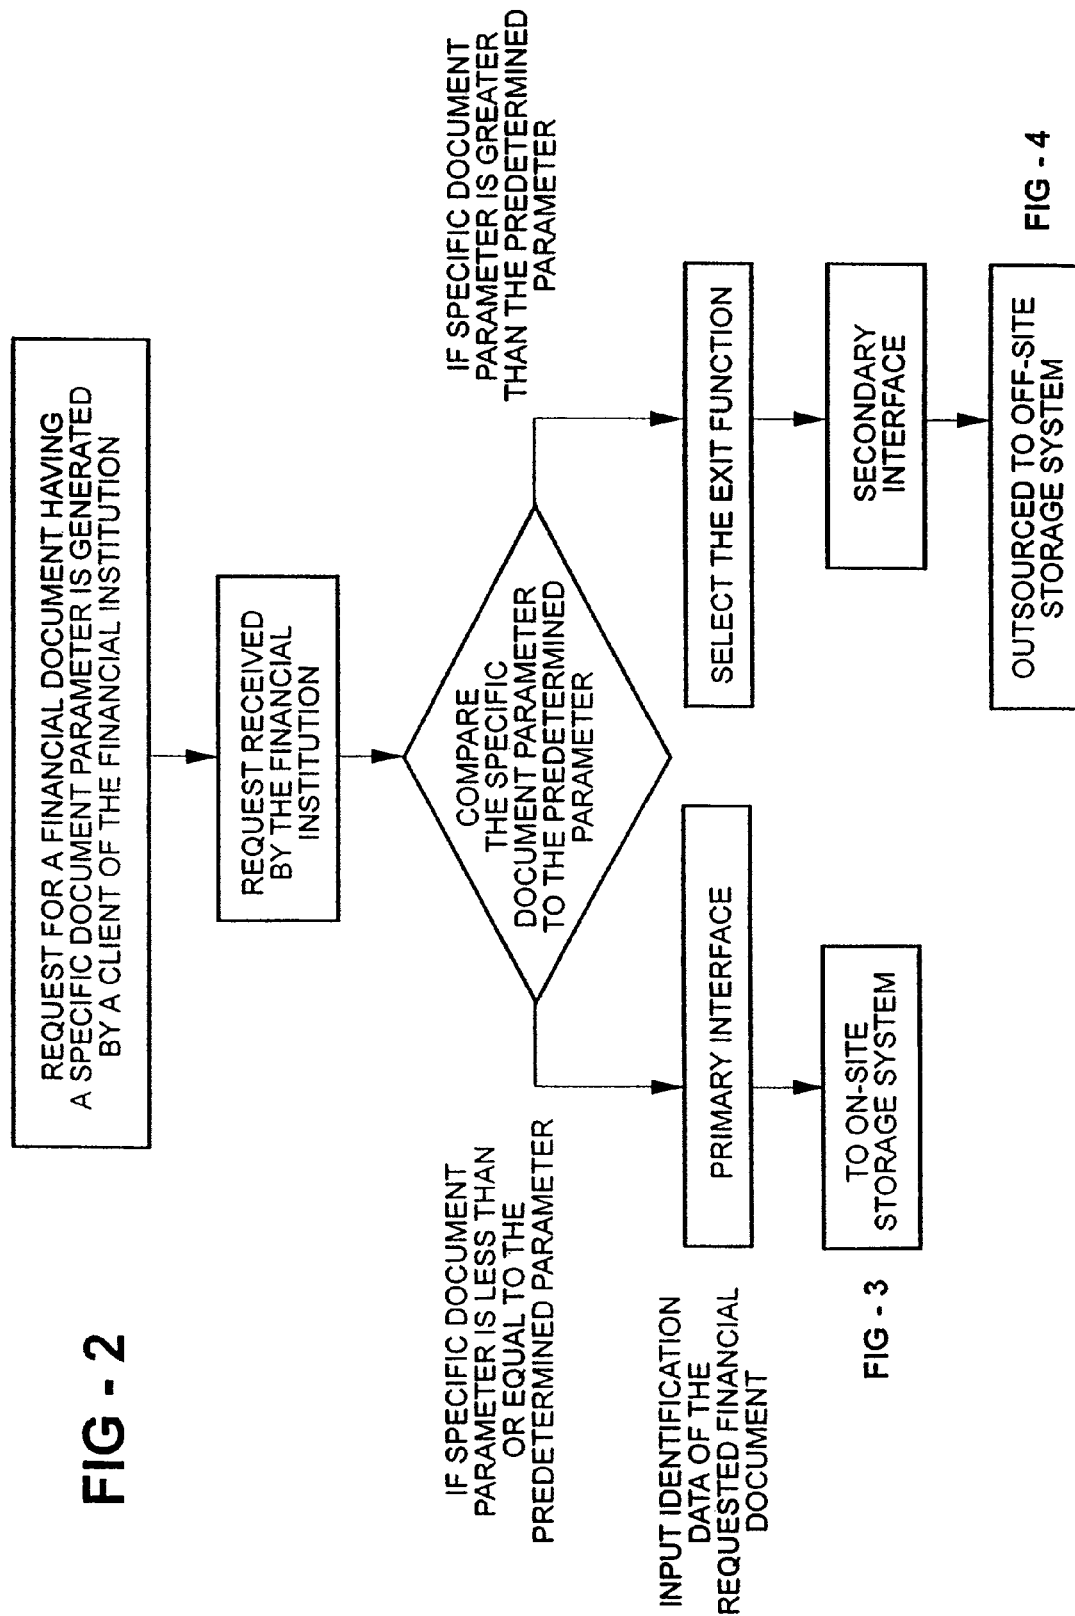 FIG - 2
REQUEST FOR A FINANCIAL DOCUMENT HAVING
A SPECIFIC DOCUMENT PARAMETER IS GENERATED
BY A CLIENT OF THE FINANCIAL INSTITUTION
REQUEST RECEIVED
BY THE FINANCIAL
INSTITUTION
COMPARE
THE SPECIFIC
DOCUMENT PARAMETER
TO THE PREDETERMINED
PARAMETER
IF SPECIFIC DOCUMENT
PARAMETER IS LESS THAN
OR EQUAL TO THE
PREDETERMINED PARAMETER
IF SPECIFIC DOCUMENT
PARAMETER IS GREATER
THAN THE PREDETERMINED
PARAMETER
INPUT IDENTIFICATION
DATA OF THE
REQUESTED FINANCIAL
DOCUMENT
PRIMARY INTERFACE
SELECT THE EXIT FUNCTION
FIG - 3
TO ON-SITE
STORAGE SYSTEM
SECONDARY
INTERFACE
OUTSOURCED TO OFF-SITE
STORAGE SYSTEM
FIG - 4